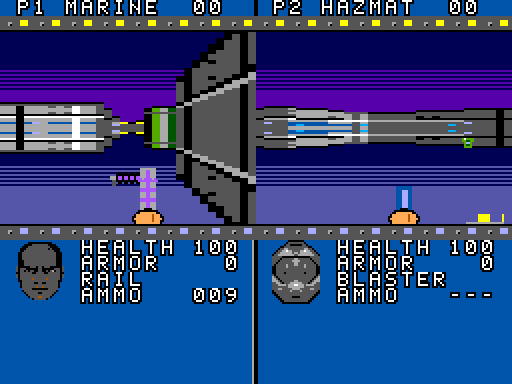 P1 MARINE 00 P2 HAZMAT 00
HEALTH 100 HEALTH 100
ARMOR 0 ARMOR 0
RAIL BLASTER
AMMO 009 AMMO ---